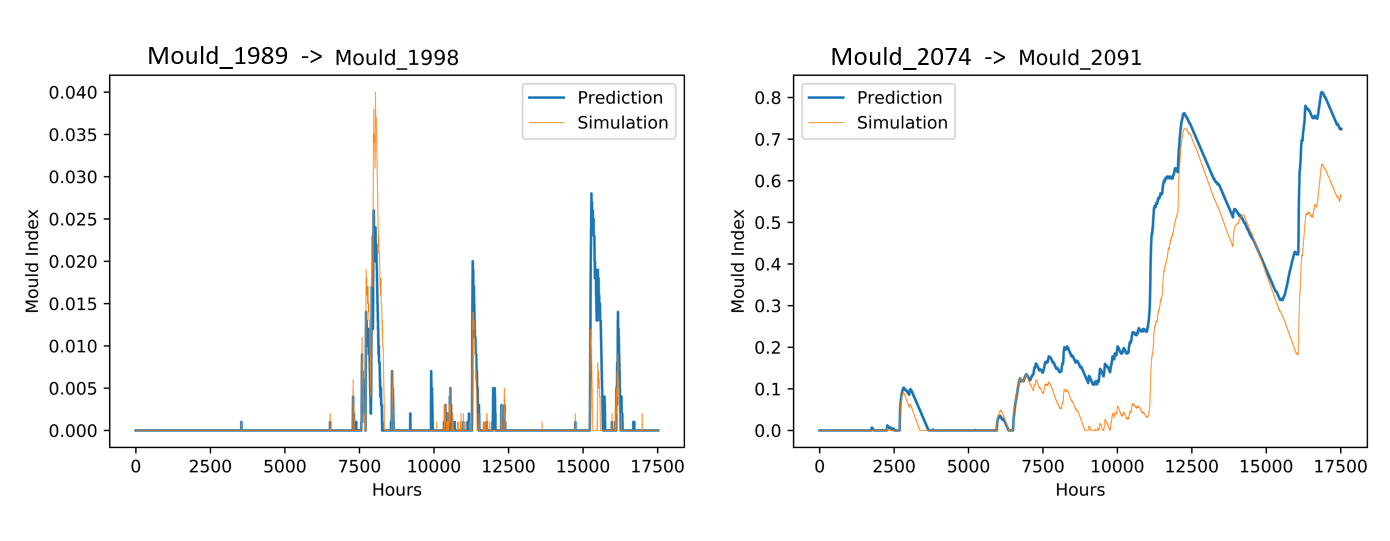 Mould_1989 -> Mould_1998
Prediction
Simulation
Mould Index
0.040
0.035
0.030
0.025
0.020
0.015
0.010
0.005
0.000
0 2500 5000 7500 10000 12500 15000 17500
Hours
Mould_2074 -> Mould_2091
Prediction
Simulation
Mould Index
0.8
0.7
0.6
0.5
0.4
0.3
0.2
0.1
0.0
0 2500 5000 7500 10000 12500 15000 17500
Hours